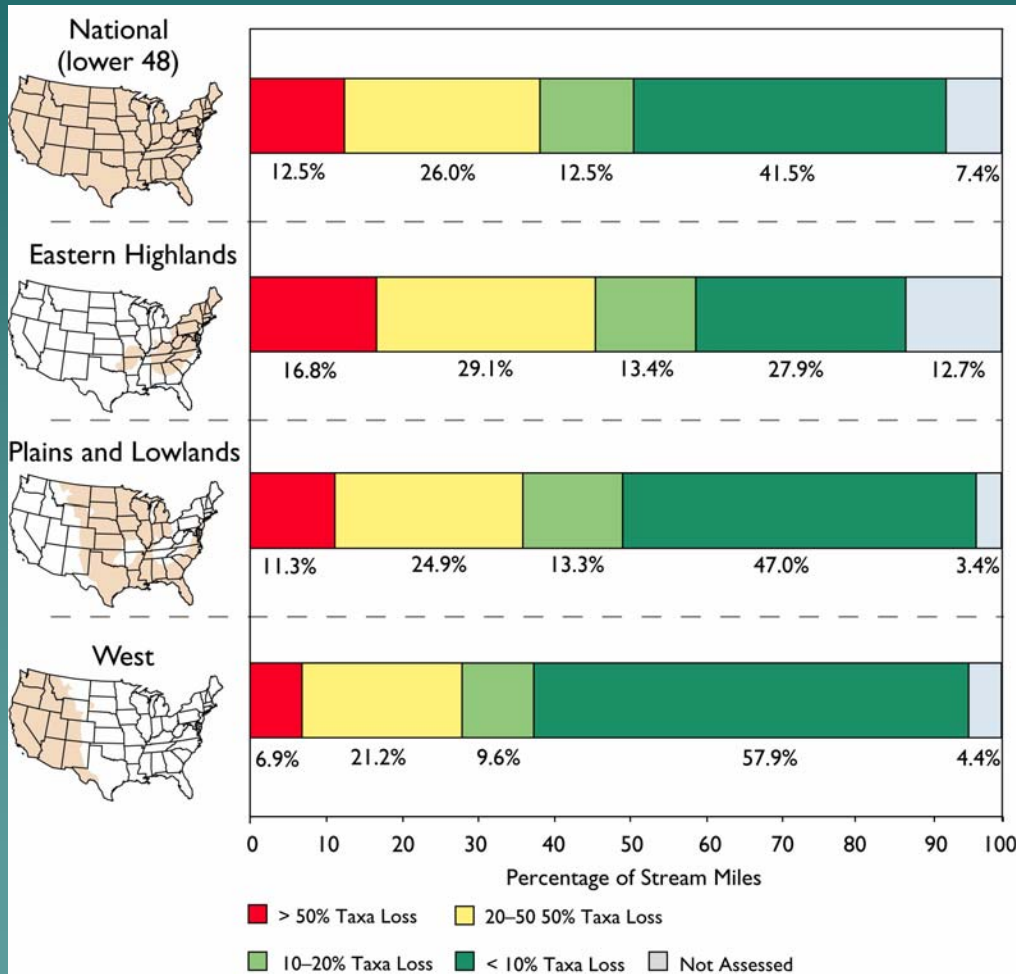 National
(lower 48)
12.5% 26.0% 12.5% 41.5% 7.4%
Eastern Highlands
16.8% 29.1% 13.4% 27.9% 12.7%
Plains and Lowlands
11.3% 24.9% 13.3% 47.0% 3.4%
West
6.9% 21.2% 9.6% 57.9% 4.4%
0 10 20 30 40 50 60 70 80 90 100
Percentage of Stream Miles
> 50% Taxa Loss 20–50 50% Taxa Loss
10–20% Taxa Loss < 10% Taxa Loss Not Assessed